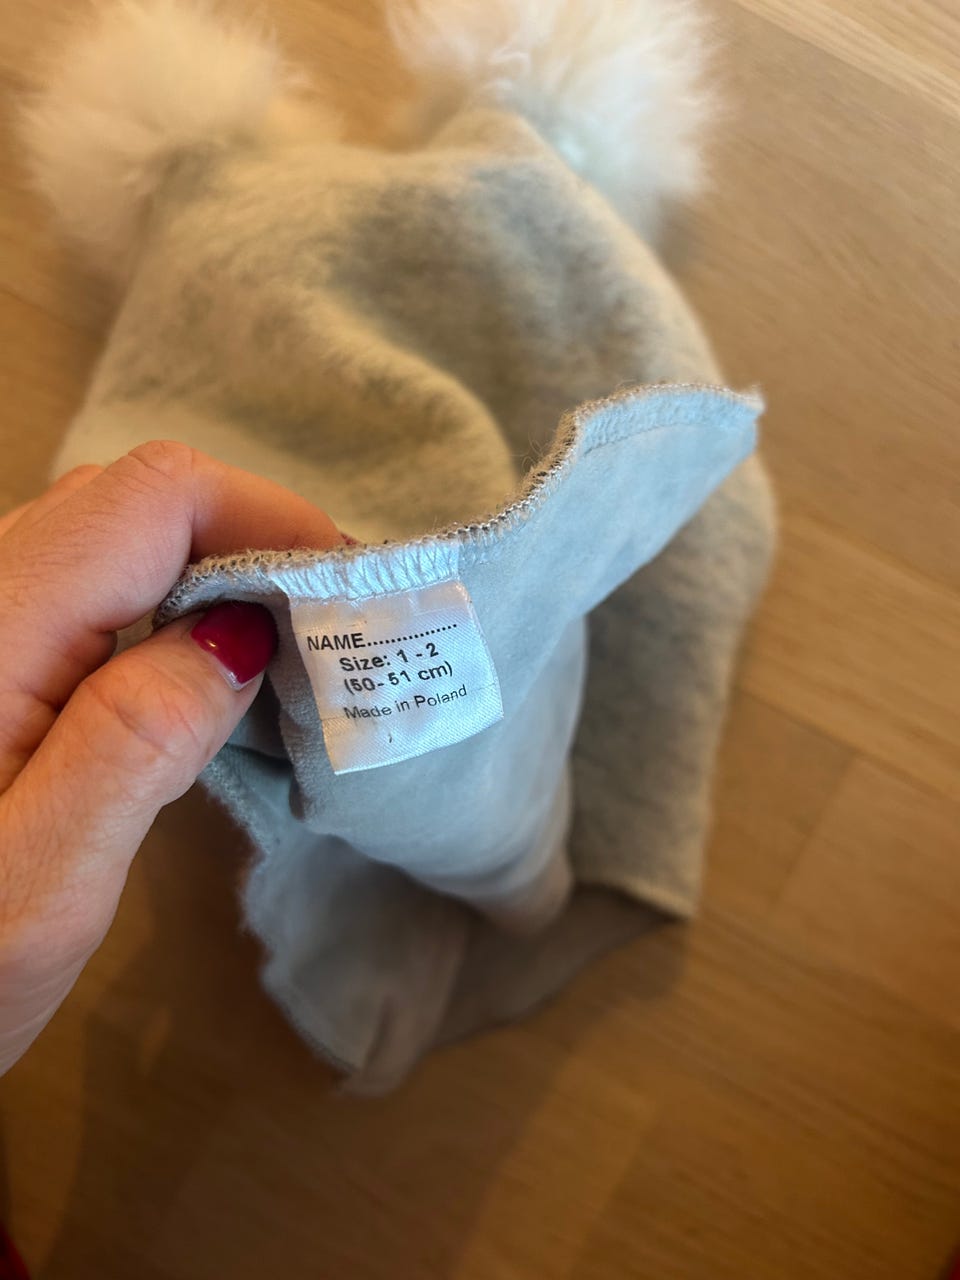 NAME.................
Size: 1 - 2
(50- 51 cm)
Made in Poland